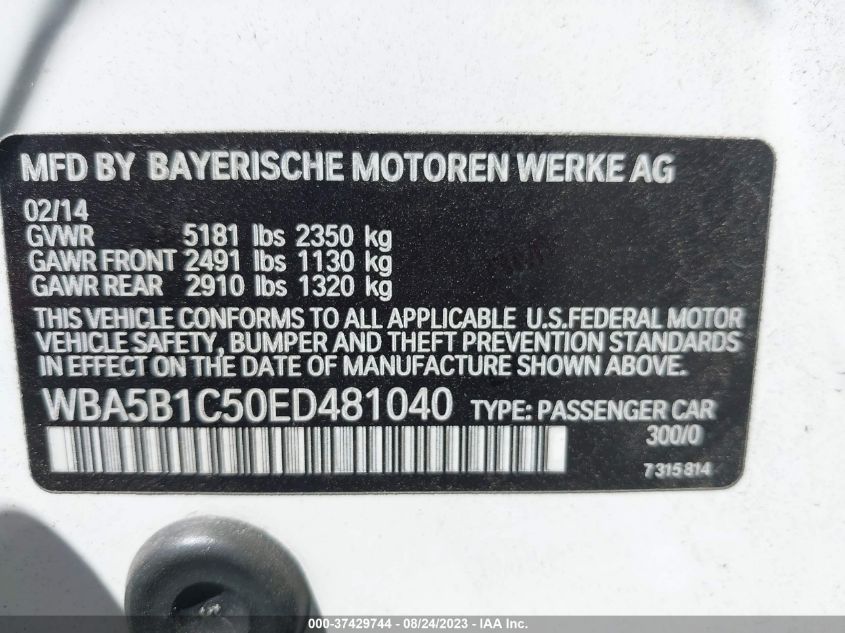 MFD BY BAYERISCHE MOTOREN WERKE AG
02/14
GVWR 5181 lbs 2350 kg
GAWR FRONT 2491 lbs 1130 kg
GAWR REAR 2910 lbs 1320 kg
THIS VEHICLE CONFORMS TO ALL APPLICABLE U.S.FEDERAL MOTOR
VEHICLE SAFETY, BUMPER AND THEFT PREVENTION STANDARDS
IN EFFECT ON THE DATE OF MANUFACTURE SHOWN ABOVE.
WBA5B1C50ED481040 TYPE: PASSENGER CAR
300/0
7315814
000-37429744 - 08/24/2023 - IAA Inc.